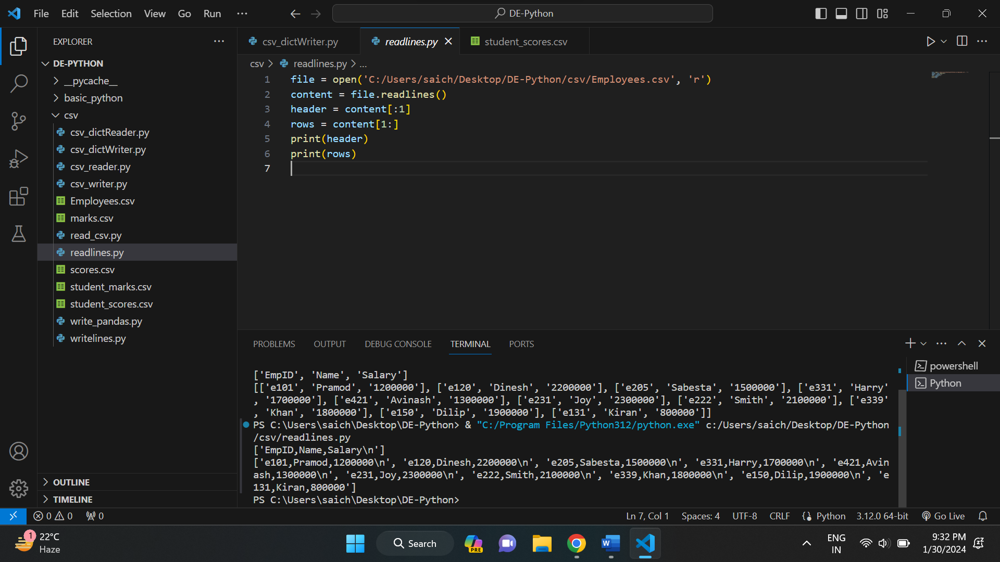 File Edit Selection View Go Run ··· DE-Python
EXPLORER ···
DE-PYTHON
__pycache__
basic_python
csv
csv_dictReader.py
csv_dictWriter.py
csv_reader.py
csv_writer.py
Employees.csv
marks.csv
read_csv.py
readlines.py
scores.csv
student_marks.csv
student_scores.csv
write_pandas.py
writelines.py
OUTLINE
TIMELINE
csv_dictWriter.py readlines.py student_scores.csv
csv > readlines.py > ...
1 file = open('C:/Users/saich/Desktop/DE-Python/csv/Employees.csv', 'r')
2 content = file.readlines()
3 header = content[:1]
4 rows = content[1:]
5 print(header)
6 print(rows)
7
PROBLEMS OUTPUT DEBUG CONSOLE TERMINAL PORTS
['EmpID', 'Name', 'Salary']
[['e101', 'Pramod', '1200000'], ['e120', 'Dinesh', '2200000'], ['e205', 'Sabesta', '1500000'], ['e331', 'Harry'
, '1700000'], ['e421', 'Avinash', '1300000'], ['e231', 'Joy', '2300000'], ['e222', 'Smith', '2100000'], ['e339'
, 'Khan', '1800000'], ['e150', 'Dilip', '1900000'], ['e131', 'Kiran', '800000']]
PS C:\Users\saich\Desktop\DE-Python> & "C:/Program Files/Python312/python.exe" c:/Users/saich/Desktop/DE-Python
/csv/readlines.py
['EmpID,Name,Salary\n']
['e101,Pramod,1200000\n', 'e120,Dinesh,2200000\n', 'e205,Sabesta,1500000\n', 'e331,Harry,1700000\n', 'e421,Avin
ash,1300000\n', 'e231,Joy,2300000\n', 'e222,Smith,2100000\n', 'e339,Khan,1800000\n', 'e150,Dilip,1900000\n', 'e
131,Kiran,800000']
PS C:\Users\saich\Desktop\DE-Python>
powershell
Python
0 0 0 Ln 7, Col 1 Spaces: 4 UTF-8 CRLF Python 3.12.0 64-bit Go Live
1 22°C
Haze
Search
PRE
W
ENG
IN
9:32 PM
1/30/2024